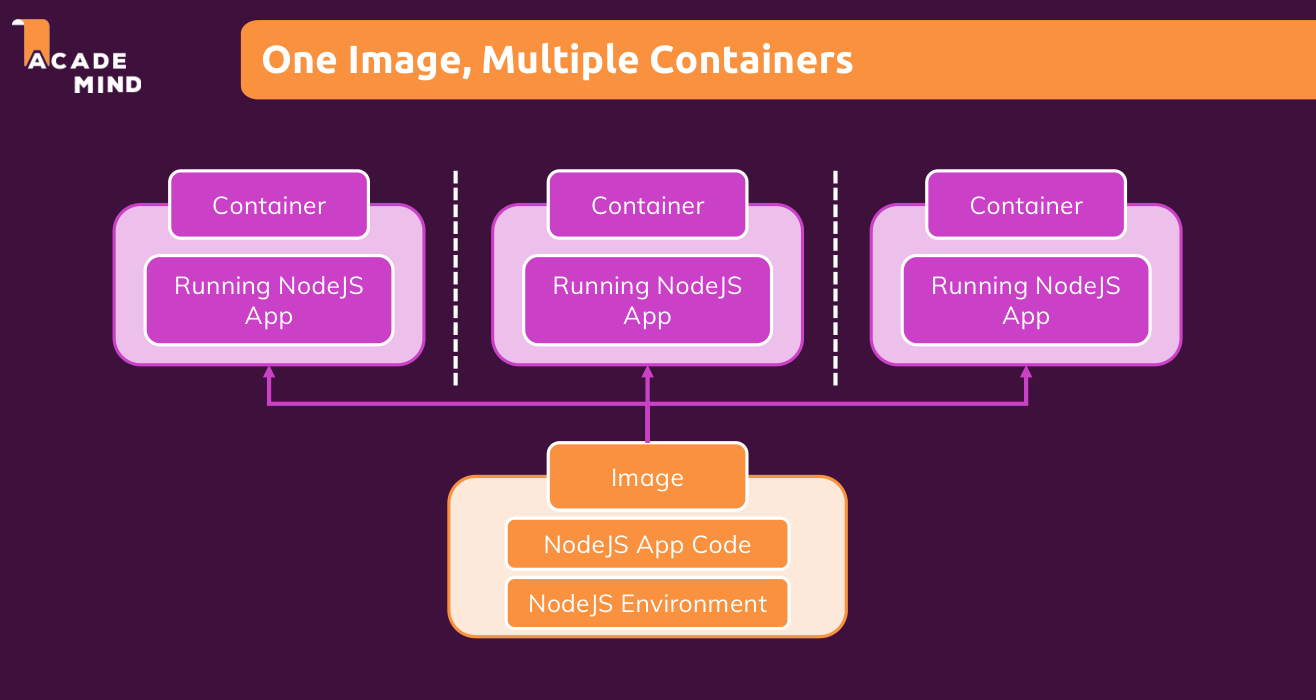 ACADE
MIND
One Image, Multiple Containers
Container
Container
Container
Running NodeJS
App
Running NodeJS
App
Running NodeJS
App
Image
NodeJS App Code
NodeJS Environment